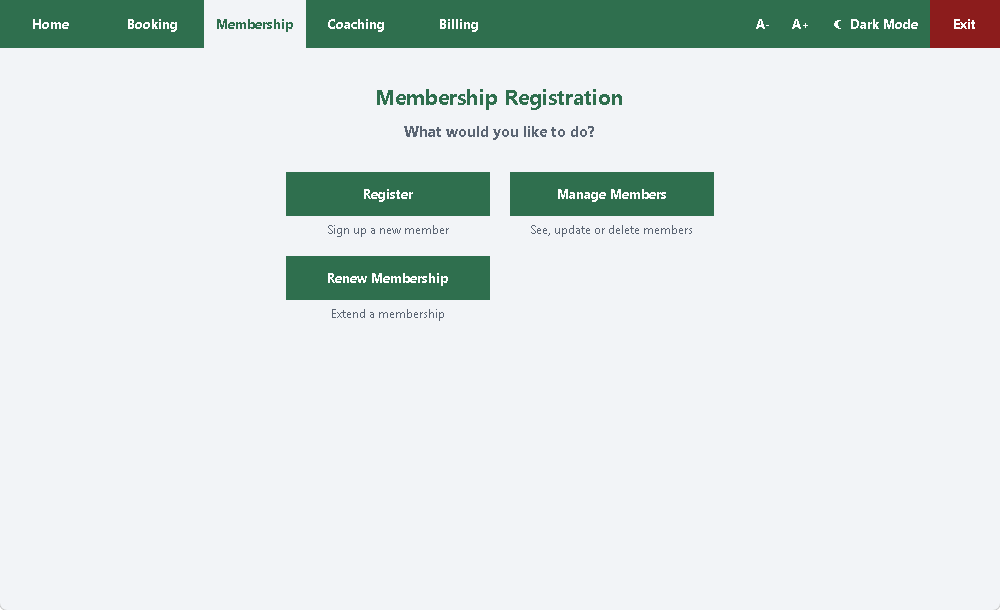 Home Booking Membership Coaching Billing A- A+ Dark Mode Exit
Membership Registration
What would you like to do?
Register Manage Members
Sign up a new member See, update or delete members
Renew Membership
Extend a membership